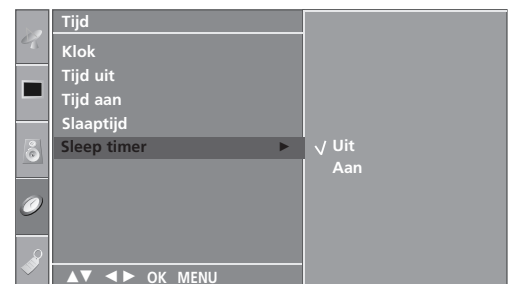 Tijd
Klok
Tijd uit
Tijd aan
Slaaptijd
Sleep timer ►
√ Uit
Aan
▲▼ ◄► OK MENU